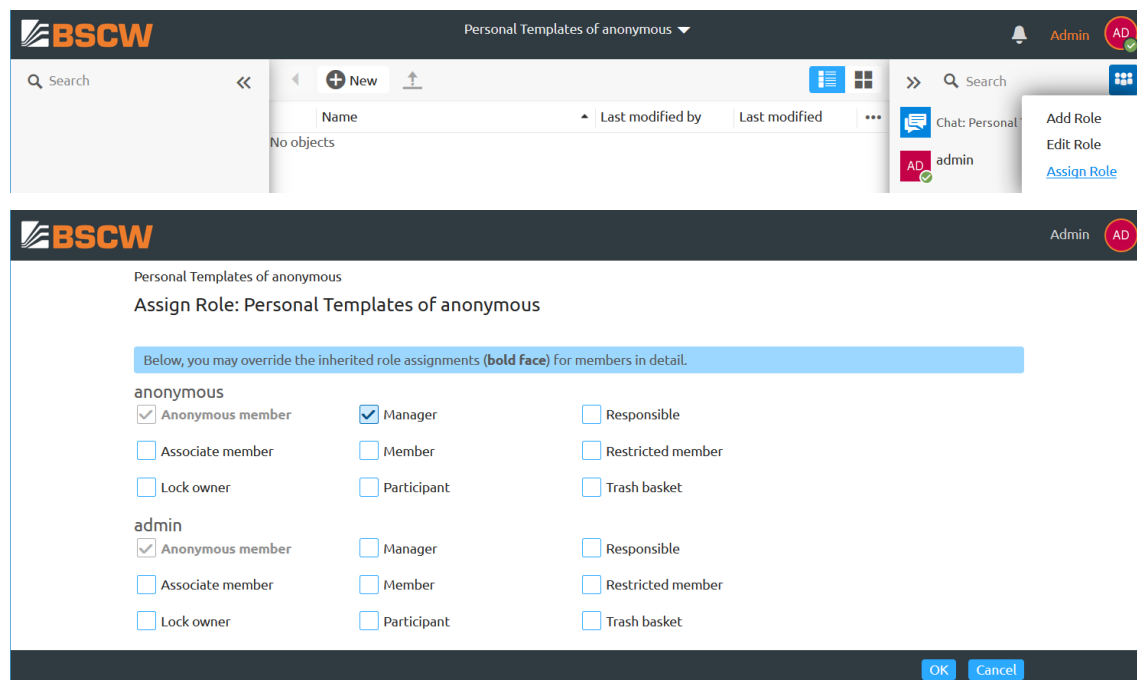 BSCW Personal Templates of anonymous Admin AD
Search New Search
Name Last modified by Last modified
No objects
Chat: Personal
AD admin
Add Role
Edit Role
Assign Role
BSCW Admin AD
Personal Templates of anonymous
Assign Role: Personal Templates of anonymous
Below, you may override the inherited role assignments (bold face) for members in detail.
anonymous
Anonymous member Manager Responsible
Associate member Member Restricted member
Lock owner Participant Trash basket
admin
Anonymous member Manager Responsible
Associate member Member Restricted member
Lock owner Participant Trash basket
OK Cancel